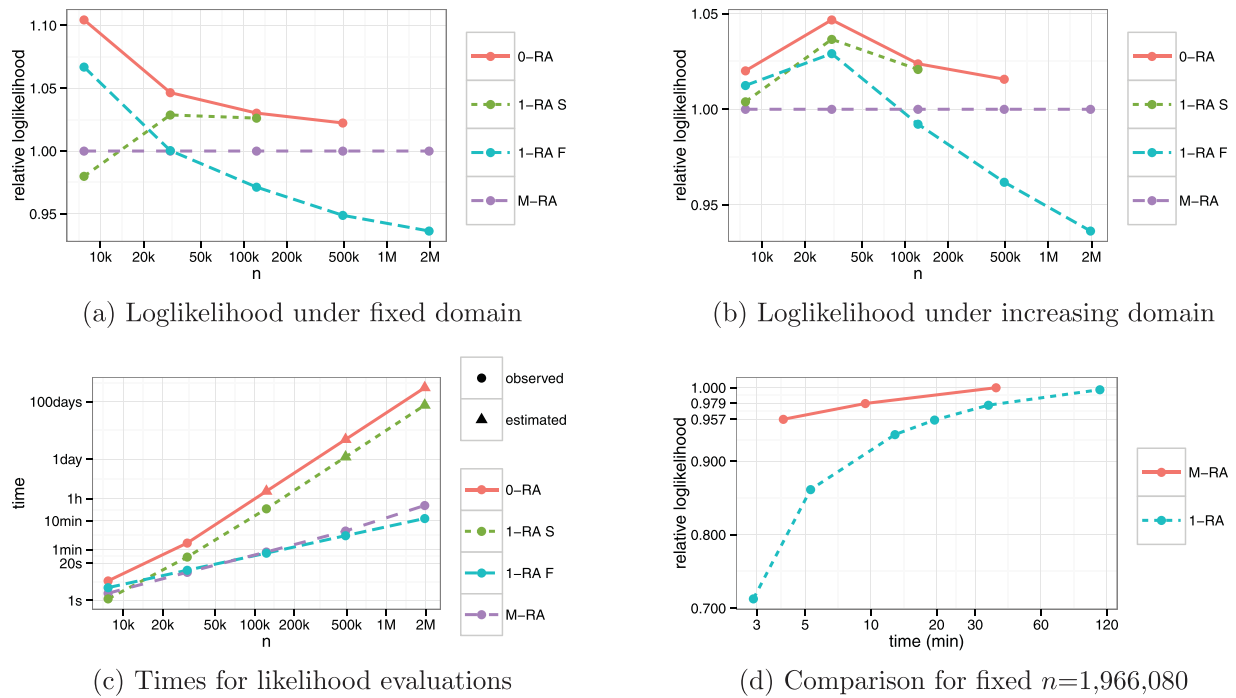 relative loglikelihood
1.10
1.05
1.00
0.95
10k 20k 50k 100k 200k 500k 1M 2M
n
0−RA
1−RA S
1−RA F
M−RA
(a) Loglikelihood under fixed domain
relative loglikelihood
1.05
1.00
0.95
10k 20k 50k 100k 200k 500k 1M 2M
n
0−RA
1−RA S
1−RA F
M−RA
(b) Loglikelihood under increasing domain
time
100days
1day
1h
10min
1min
20s
1s
10k 20k 50k 100k 200k 500k 1M 2M
n
observed
estimated
0−RA
1−RA S
1−RA F
M−RA
(c) Times for likelihood evaluations
relative loglikelihood
1.000
0.979
0.957
0.900
0.800
0.700
3 5 10 20 30 60 120
time (min)
M−RA
1−RA
(d) Comparison for fixed n=1,966,080